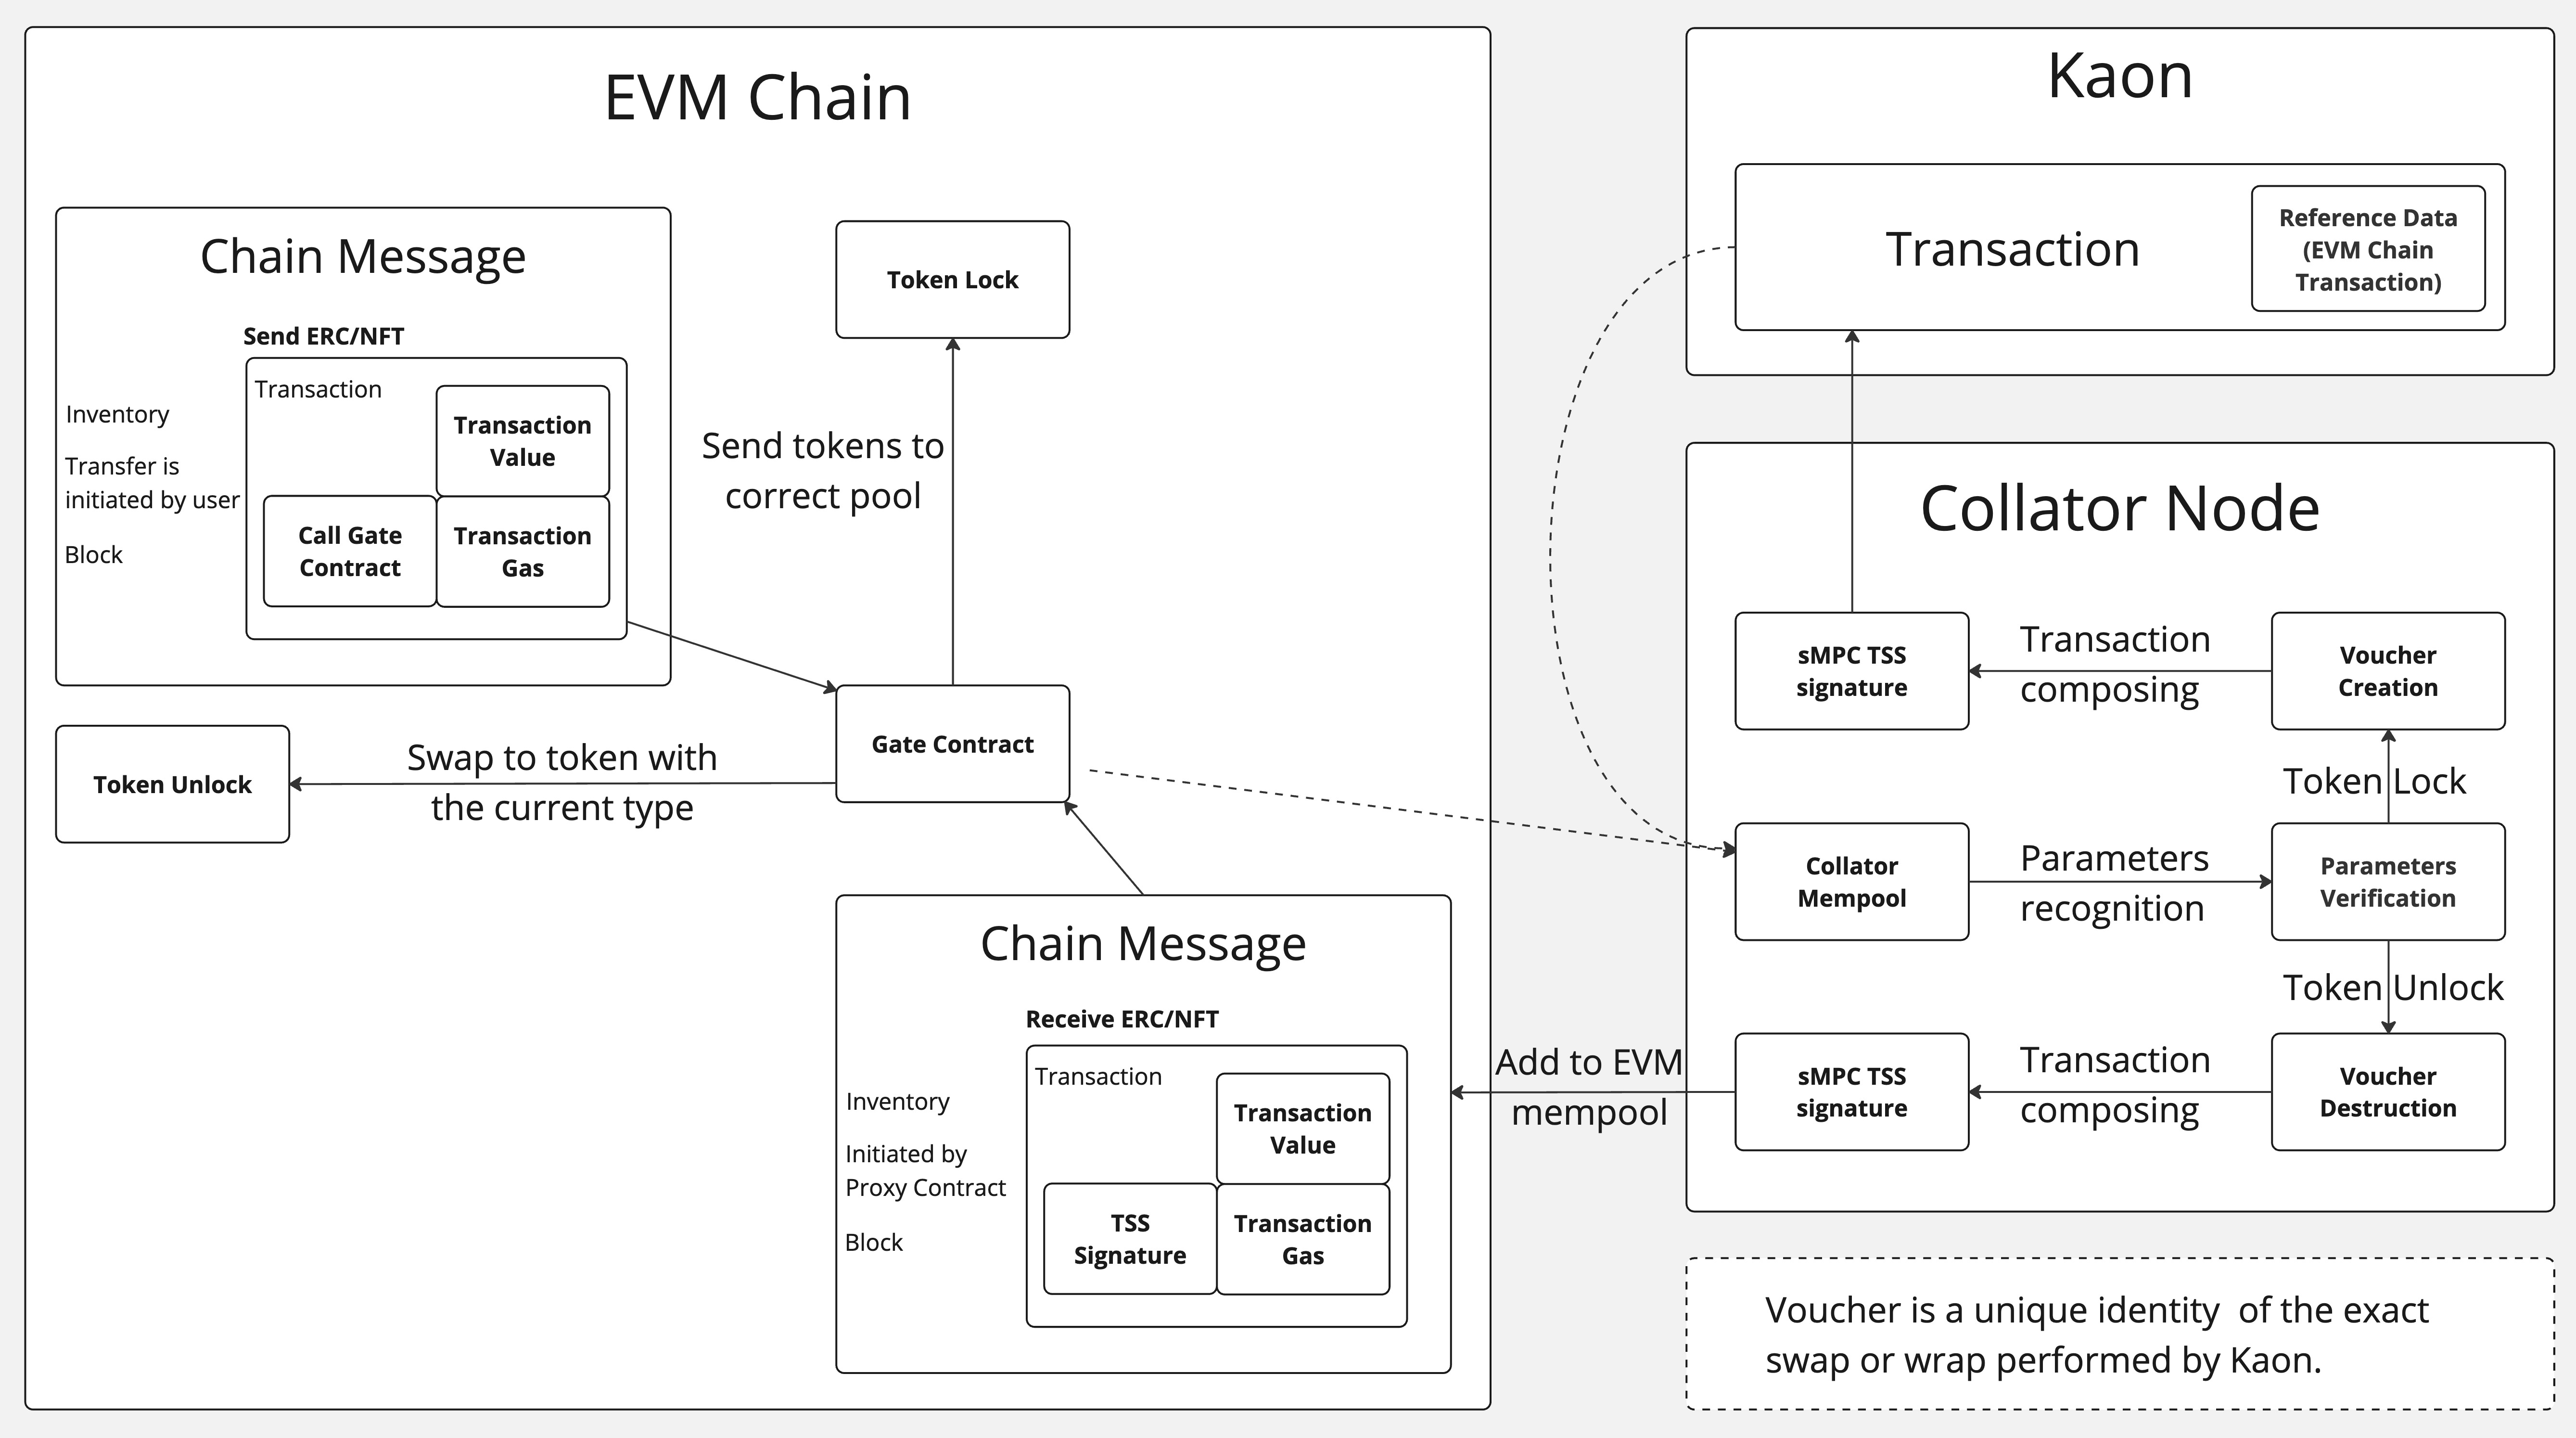 EVM Chain
Chain Message
Send ERC/NFT
Transaction
Inventory
Transfer is
initiated by user
Block
Transaction
Value
Call Gate
Contract
Transaction
Gas
Token Lock
Send tokens to
correct pool
Gate Contract
Swap to token with
the current type
Token Unlock
Chain Message
Receive ERC/NFT
Transaction
Inventory
Initiated by
Proxy Contract
Block
Transaction
Value
TSS
Signature
Transaction
Gas
Add to EVM
mempool
Kaon
Transaction
Reference Data
(EVM Chain
Transaction)
Collator Node
sMPC TSS
signature
Transaction
composing
Voucher
Creation
Token Lock
Collator
Mempool
Parameters
recognition
Parameters
Verification
Token Unlock
sMPC TSS
signature
Transaction
composing
Voucher
Destruction
Voucher is a unique identity  of the exact
swap or wrap performed by Kaon.